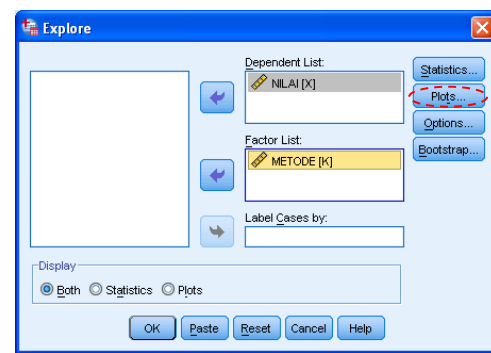 Explore
Dependent List:
NILAI [X]
Statistics...
Plots...
Options...
Bootstrap...
Factor List:
METODE [K]
Label Cases by:
Display
Both Statistics Plots
OK Paste Reset Cancel Help